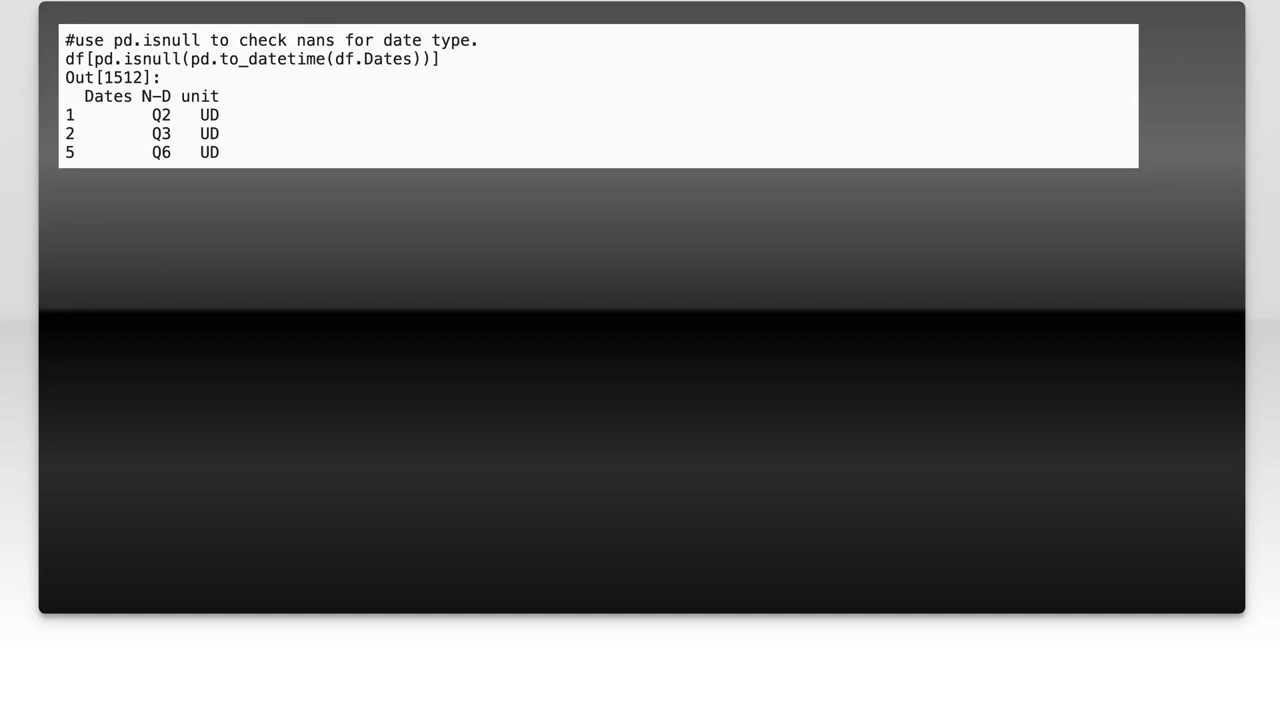 #use pd.isnull to check nans for date type.
df[pd.isnull(pd.to_datetime(df.Dates))]
Out[1512]:
  Dates N-D unit
1        Q2   UD
2        Q3   UD
5        Q6   UD